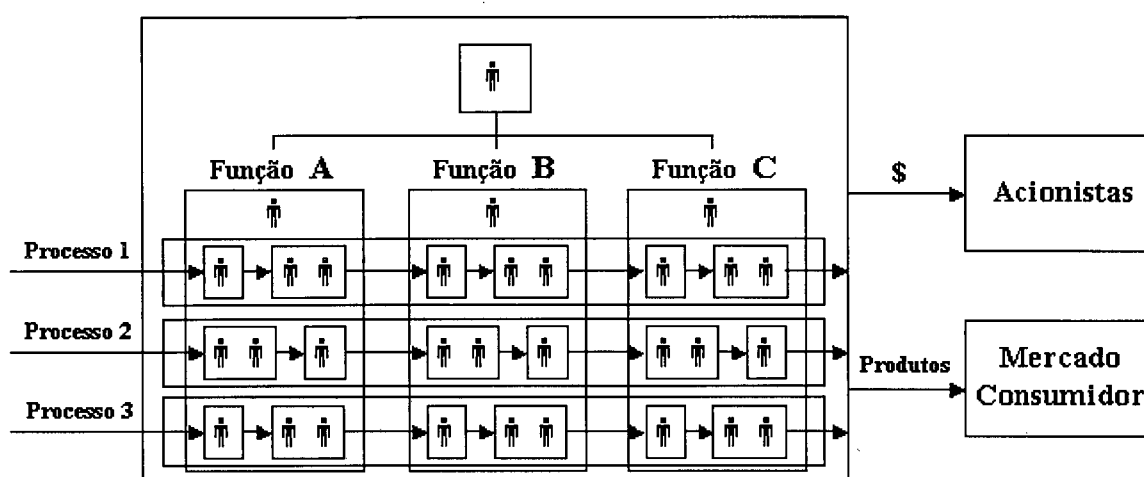 Função A
Função B
Função C
$
Acionistas
Processo 1
Processo 2
Produtos
Mercado
Consumidor
Processo 3